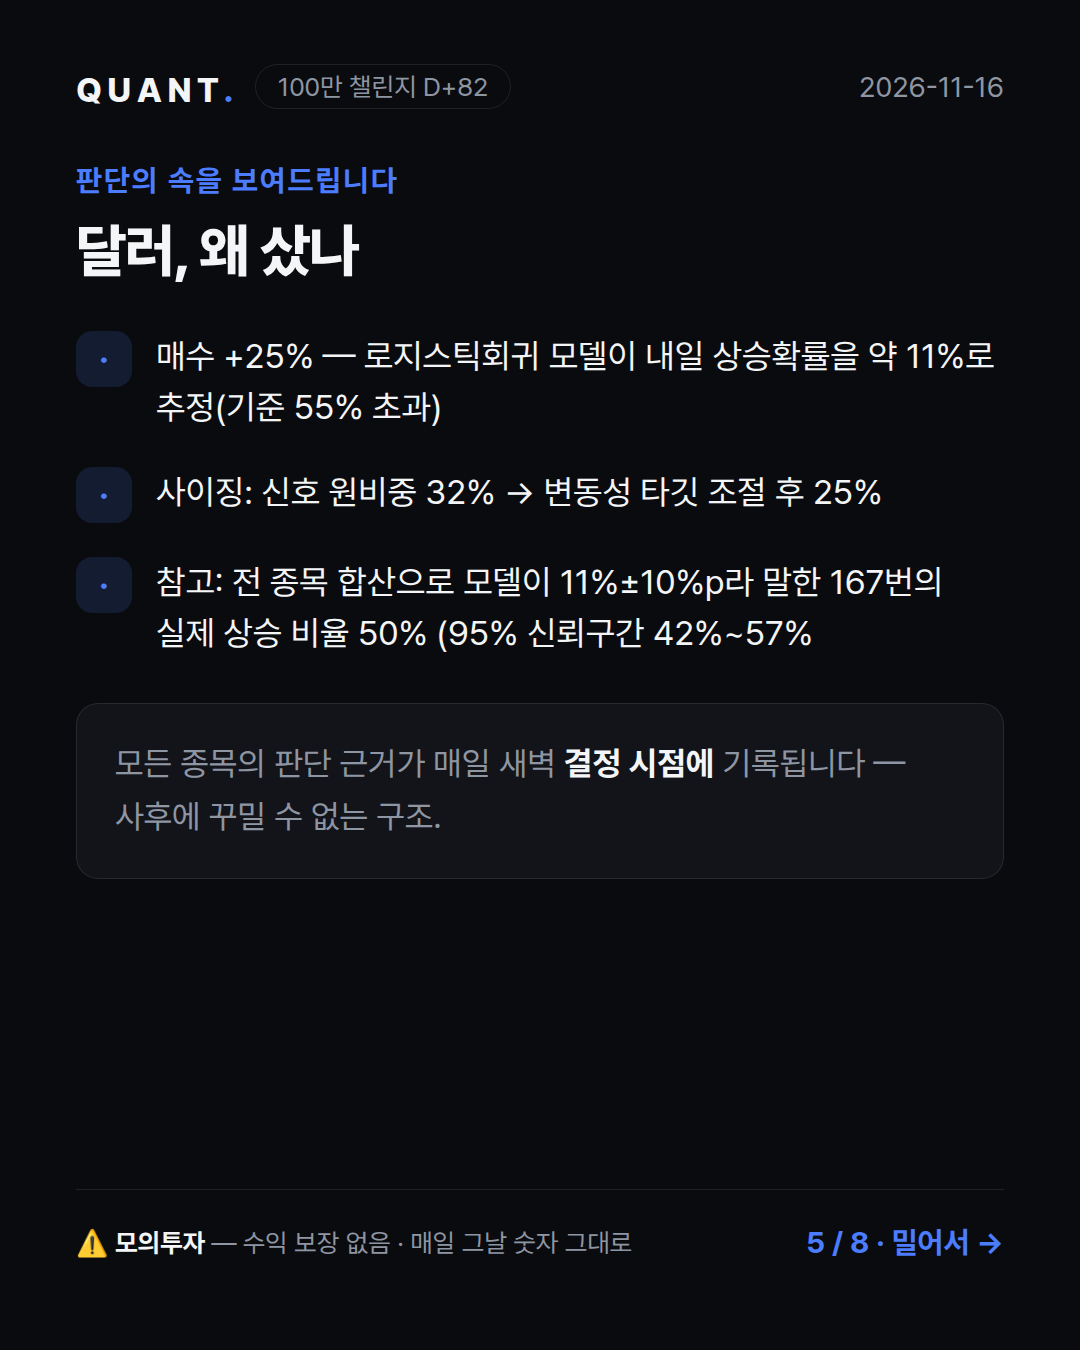 QUANT.
100만 챌린지 D+82
2026-11-16
판단의 속을 보여드립니다
달러, 왜 샀나
· 매수 +25% — 로지스틱회귀 모델이 내일 상승확률을 약 11%로
추정(기준 55% 초과)
· 사이징: 신호 원비중 32% → 변동성 타깃 조절 후 25%
· 참고: 전 종목 합산으로 모델이 11%±10%p라 말한 167번의
실제 상승 비율 50% (95% 신뢰구간 42%~57%
모든 종목의 판단 근거가 매일 새벽 결정 시점에 기록됩니다 —
사후에 꾸밀 수 없는 구조.
⚠️ 모의투자 — 수익 보장 없음 · 매일 그날 숫자 그대로
5 / 8 · 밀어서 →